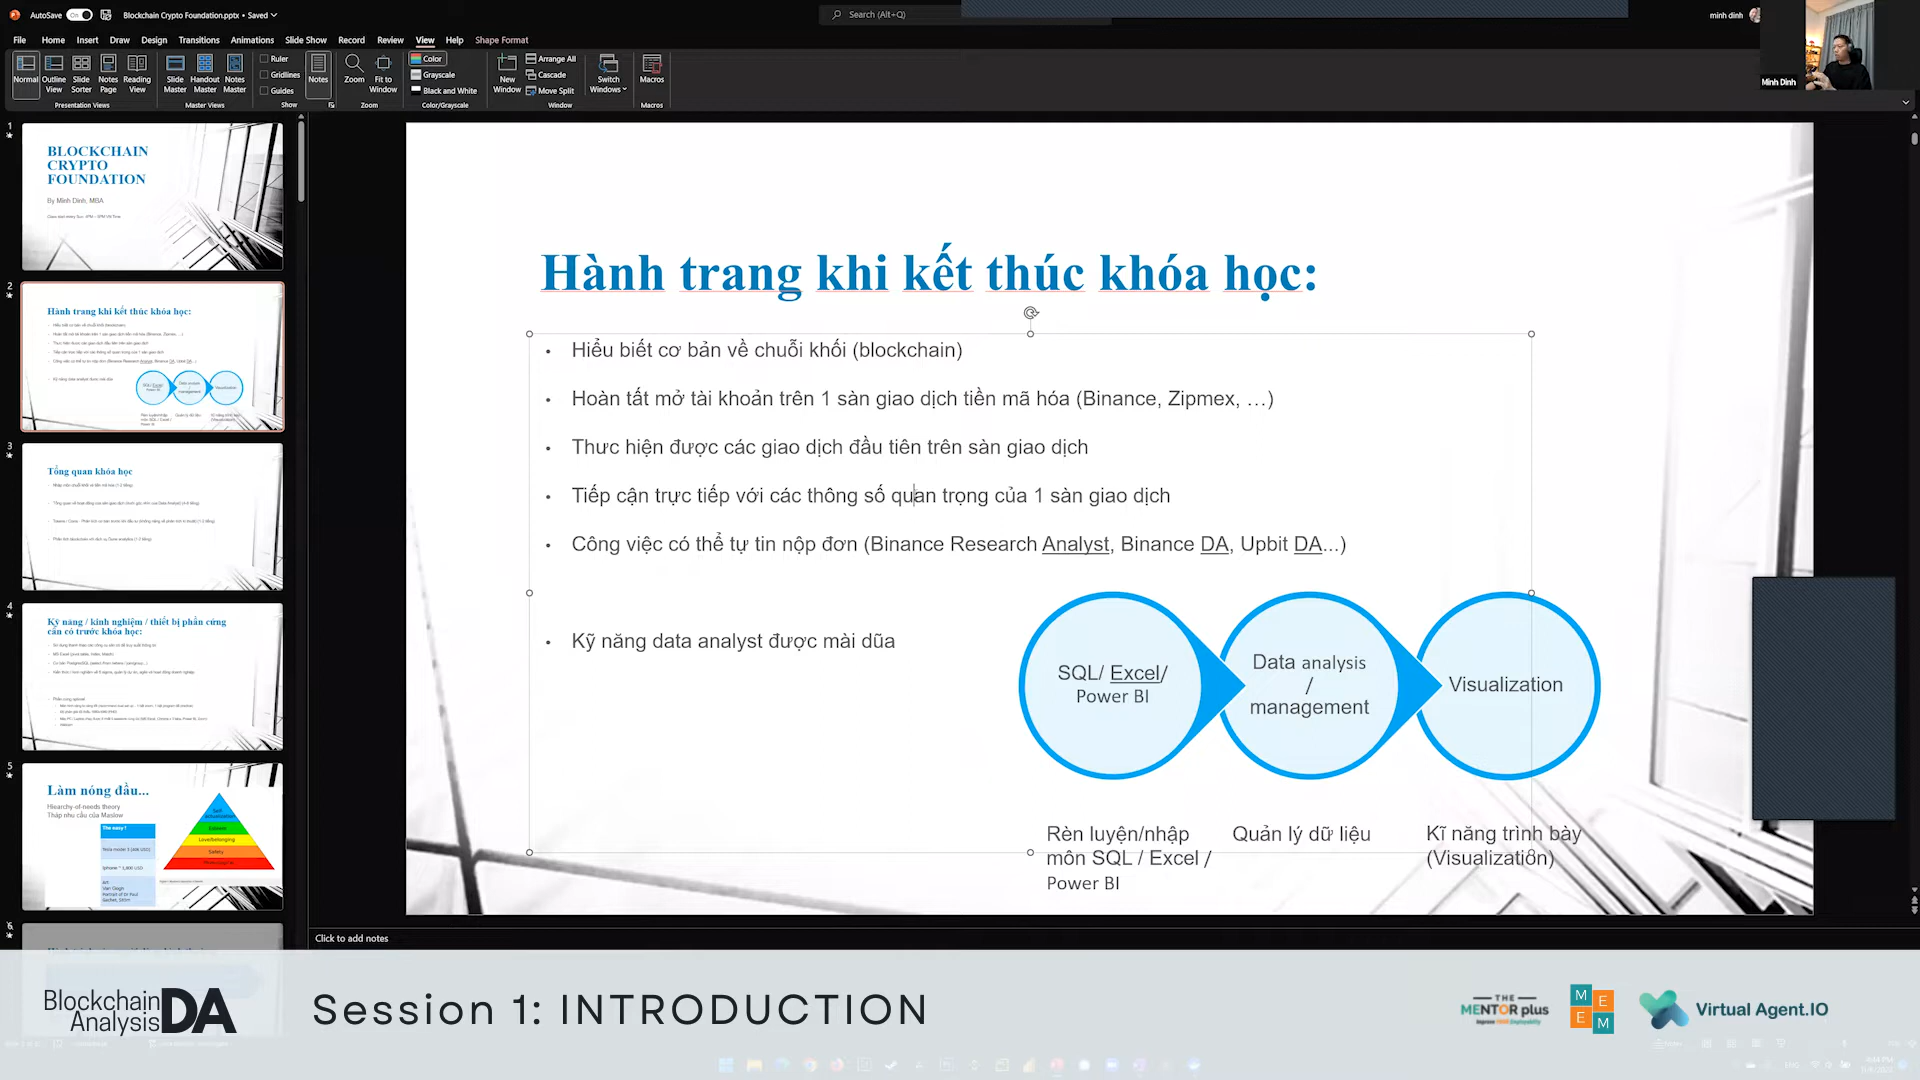 AutoSave On Blockchain Crypto Foundation.pptx • Saved
Search (Alt+Q)
minh dinh
File Home Insert Draw Design Transitions Animations Slide Show Record Review View Help Shape Format
Normal
Outline View
Slide Sorter
Notes Page
Reading View
Presentation Views
Slide Master
Handout Master
Notes Master
Master Views
Ruler
Gridlines
Guides
Show
Notes
Zoom
Fit to Window
Zoom
Color
Grayscale
Black and White
Color/Grayscale
New Window
Arrange All
Cascade
Move Split
Window
Switch Windows
Macros
Macros
Minh Dinh
1
BLOCKCHAIN
CRYPTO
FOUNDATION
By Minh Dinh, MBA
2
Hành trang khi kết thúc khóa học:
3
Tổng quan khóa học
4
Kỹ năng / kinh nghiệm / thiết bị phần cứng
cần có trước khóa học:
5
Làm nóng đầu...
Hiearchy-of-needs theory
Tháp nhu cầu của Maslow
The easy !
6
Hành trang khi kết thúc khóa học:
• Hiểu biết cơ bản về chuỗi khối (blockchain)
• Hoàn tất mở tài khoản trên 1 sàn giao dịch tiền mã hóa (Binance, Zipmex, …)
• Thưc hiện được các giao dịch đầu tiên trên sàn giao dịch
• Tiếp cận trực tiếp với các thông số quan trọng của 1 sàn giao dịch
• Công việc có thể tự tin nộp đơn (Binance Research Analyst, Binance DA, Upbit DA...)
• Kỹ năng data analyst được mài dũa
SQL/ Excel/
Power BI
Data analysis
/
management
Visualization
Rèn luyện/nhập
môn SQL / Excel /
Power BI
Quản lý dữ liệu
Kĩ năng trình bày
(Visualization)
Click to add notes
Blockchain
Analysis DA
Session 1: INTRODUCTION
THE
MENTOR plus
M E
E M
Virtual Agent.IO